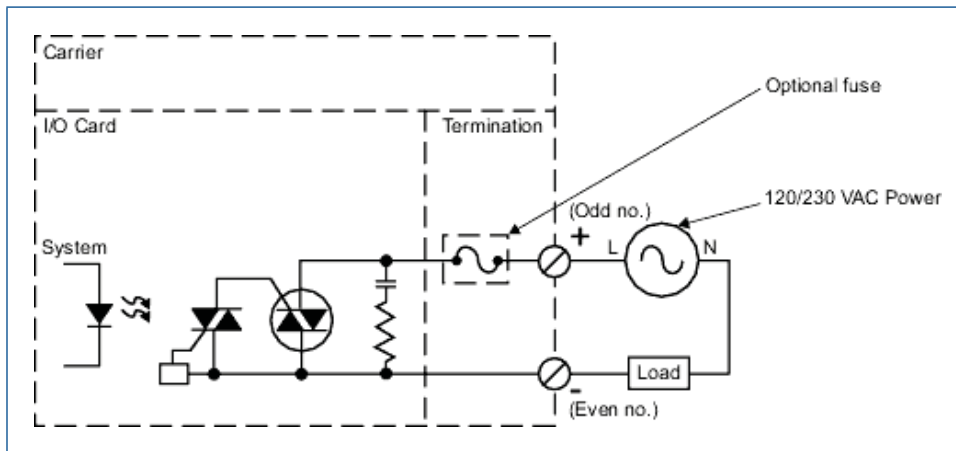 Carrier
Optional fuse
I/O Card
Termination
120/230 VAC Power
(Odd no.)
+
System
L
N
Load
-
(Even no.)